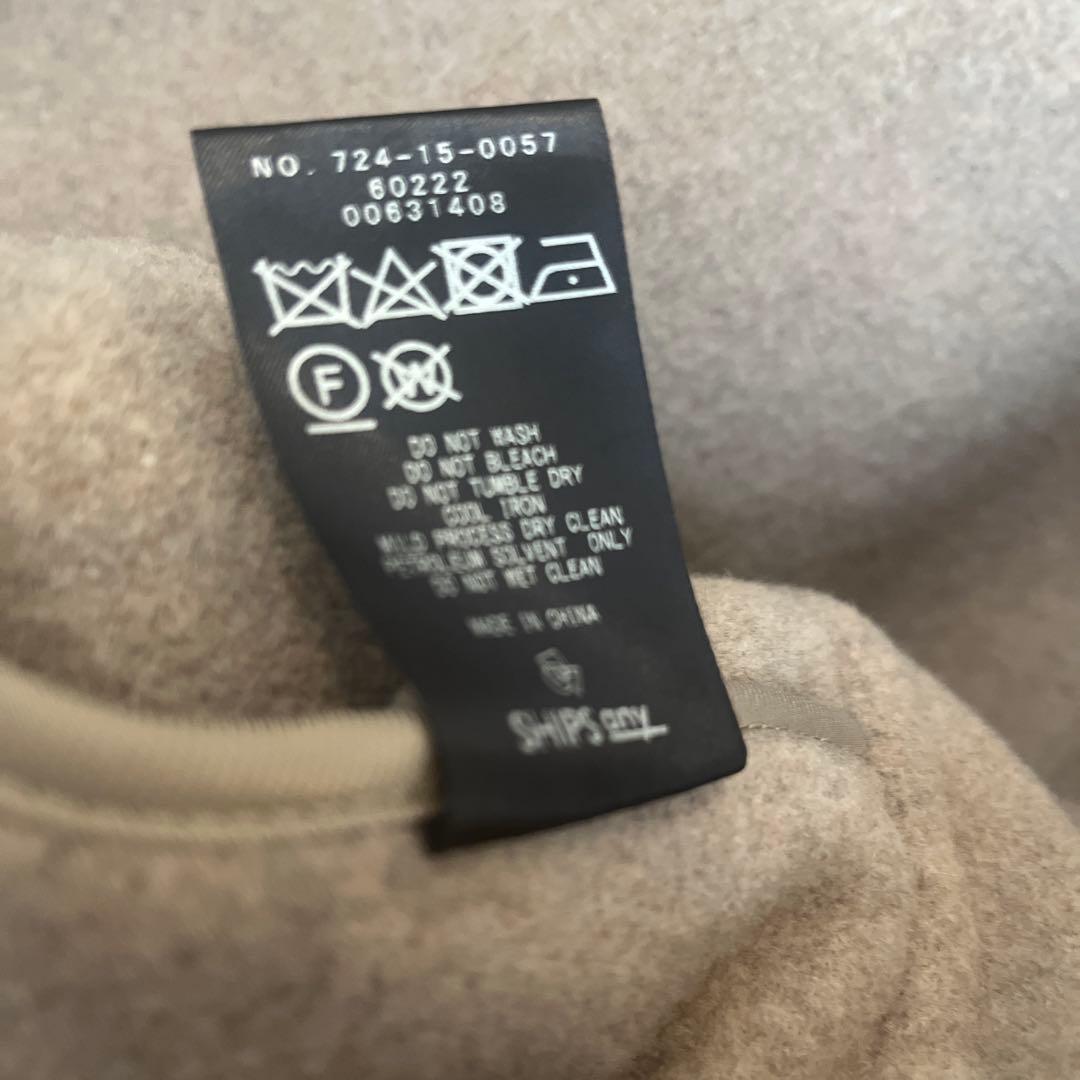 NO. 724-15-0057
60222
00631408
F W
DO NOT WASH
DO NOT BLEACH
DO NOT TUMBLE DRY
COOL IRON
MILD PROCESS DRY CLEAN
PETROLEUM SOLVENT ONLY
DO NOT WET CLEAN
MADE IN CHINA
SHIPS any